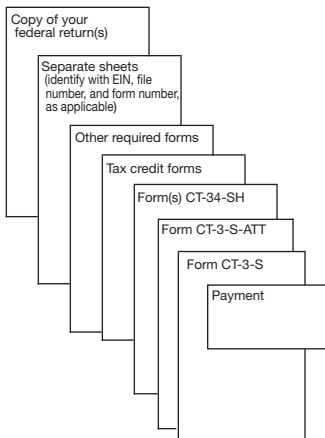 Copy of your
federal return(s)
Separate sheets
(identify with EIN, file
number, and form number,
as applicable)
Other required forms
Tax credit forms
Form(s) CT-34-SH
Form CT-3-S-ATT
Form CT-3-S
Payment